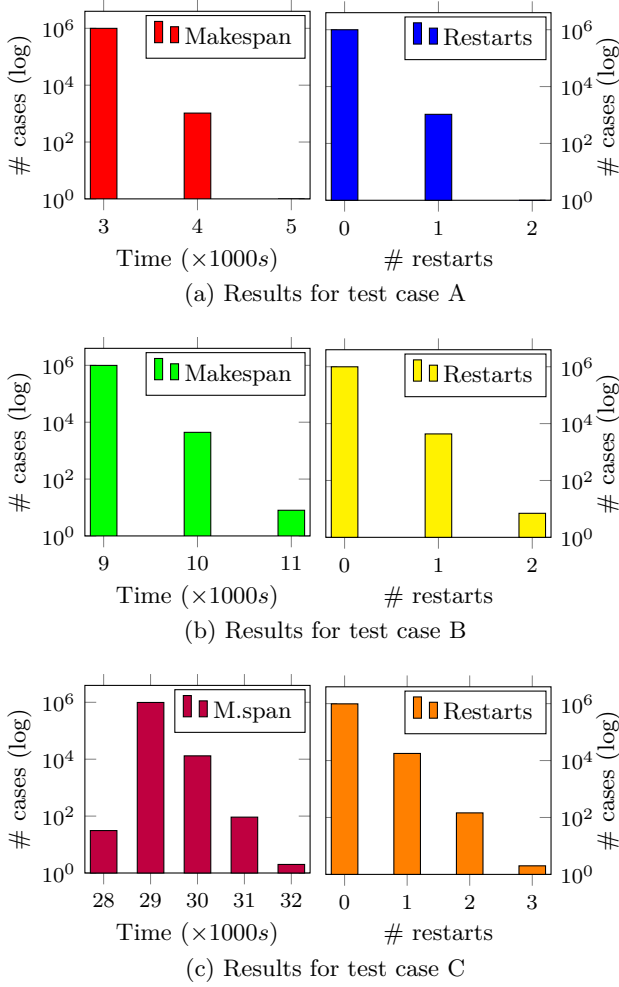 Makespan
# cases (log)
10^6
10^4
10^2
10^0
3 4 5
Time (×1000s)
Restarts
# cases (log)
10^6
10^4
10^2
10^0
0 1 2
# restarts
(a) Results for test case A
Makespan
# cases (log)
10^6
10^4
10^2
10^0
9 10 11
Time (×1000s)
Restarts
# cases (log)
10^6
10^4
10^2
10^0
0 1 2
# restarts
(b) Results for test case B
M.span
# cases (log)
10^6
10^4
10^2
10^0
28 29 30 31 32
Time (×1000s)
Restarts
# cases (log)
10^6
10^4
10^2
10^0
0 1 2 3
# restarts
(c) Results for test case C